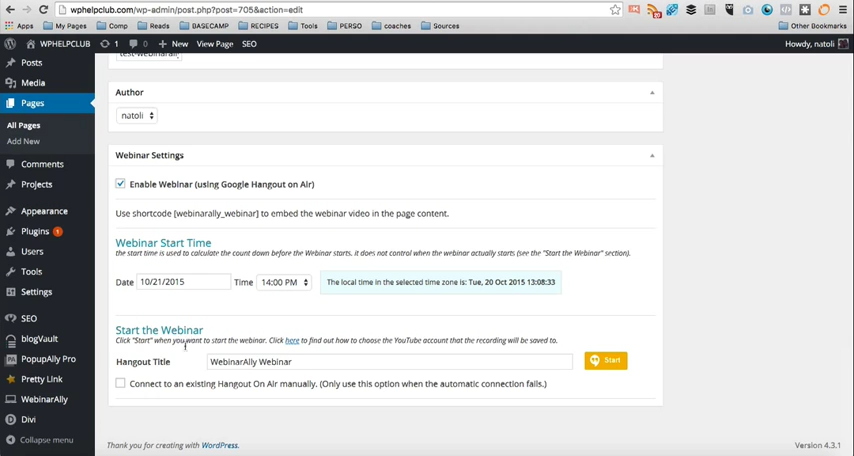 wphelpclub.com/wp-admin/post.php?post=705&action=edit
20
Apps My Pages Comp Reads BASECAMP RECIPES Tools PERSO coaches Sources Other Bookmarks
WPHELPCLUB 1 0 + New View Page SEO Howdy, natoli
Posts
Media
Pages
All Pages
Add New
Comments
Projects
Appearance
Plugins 1
Users
Tools
Settings
SEO
blogVault
PopupAlly Pro
Pretty Link
WebinarAlly
Divi
Collapse menu
Author
natoli
Webinar Settings
Enable Webinar (using Google Hangout on Air)
Use shortcode [webinarally_webinar] to embed the webinar video in the page content.
Webinar Start Time
the start time is used to calculate the count down before the Webinar starts, it does not control when the webinar actually starts (see the "Start the Webinar" section).
Date 10/21/2015 Time 14:00 PM The local time in the selected time zone is: Tue, 20 Oct 2015 13:08:33
Start the Webinar
Click "Start" when you want to start the webinar. Click here to find out how to choose the YouTube account that the recording will be saved to.
Hangout Title WebinarAlly Webinar Start
Connect to an existing Hangout On Air manually. (Only use this option when the automatic connection fails.)
Thank you for creating with WordPress. Version 4.3.1